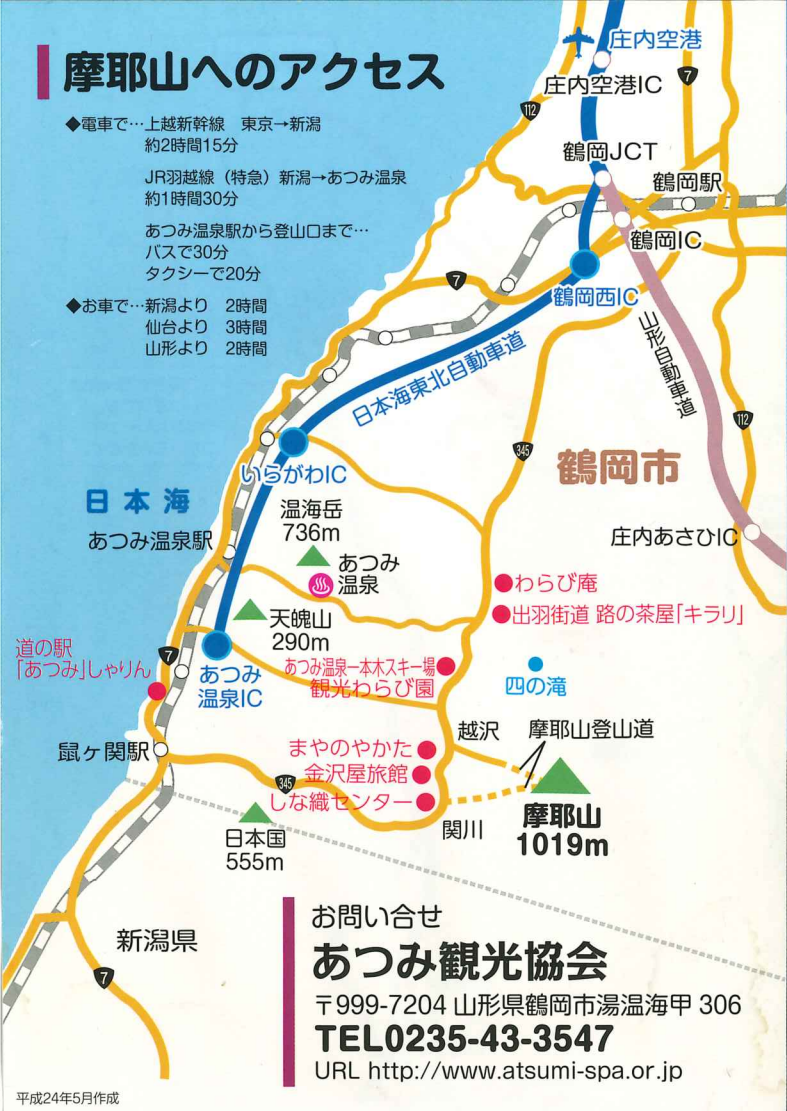 摩耶山へのアクセス
◆電車で…上越新幹線　東京→新潟
約2時間15分
JR羽越線（特急）新潟→あつみ温泉
約1時間30分
あつみ温泉駅から登山口まで…
バスで30分
タクシーで20分
◆お車で…新潟より　2時間
仙台より　3時間
山形より　2時間
庄内空港
庄内空港IC
7
112
鶴岡JCT
鶴岡駅
鶴岡IC
7
鶴岡西IC
山形自動車道
日本海東北自動車道
112
345
鶴岡市
いらがわIC
日本海
温海岳
736m
あつみ温泉駅
庄内あさひIC
あつみ
温泉
わらび庵
天魄山
290m
出羽街道 路の茶屋「キラリ」
道の駅
「あつみ」しゃりん
7
あつみ
温泉IC
あつみ温泉一本木スキー場
観光わらび園
四の滝
越沢
摩耶山登山道
鼠ヶ関駅
まやのやかた
金沢屋旅館
345
しな織センター
関川
摩耶山
1019m
日本国
555m
新潟県
7
お問い合せ
あつみ観光協会
〒999-7204 山形県鶴岡市湯温海甲 306
TEL0235-43-3547
URL http://www.atsumi-spa.or.jp
平成24年5月作成